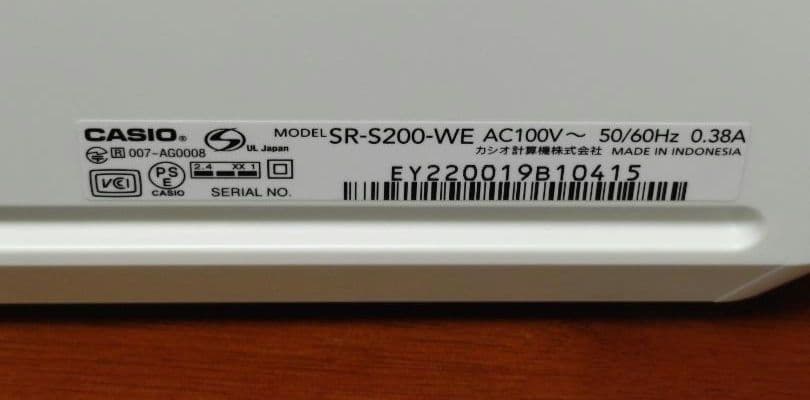 CASIO® UL Japan MODEL SR-S200-WE AC100V～ 50/60Hz 0.38A
R 007-AG0008 カシオ計算機株式会社 MADE IN INDONESIA
VCI PSE CASIO 2.4 XX 1 EY220019B10415
SERIAL NO.